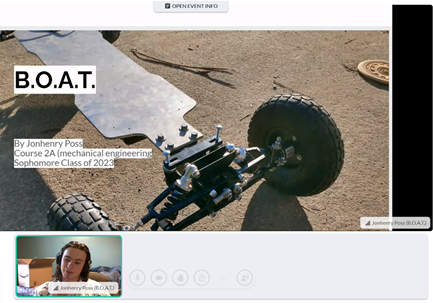 OPEN EVENT INFO
B.O.A.T.
By Jonhenry Poss
Course 2A (mechanical engineering
Sophomore Class of 2023
Jonhenry Poss (B.O.A.T.)
Jonhenry Poss (B.O.A.T.)